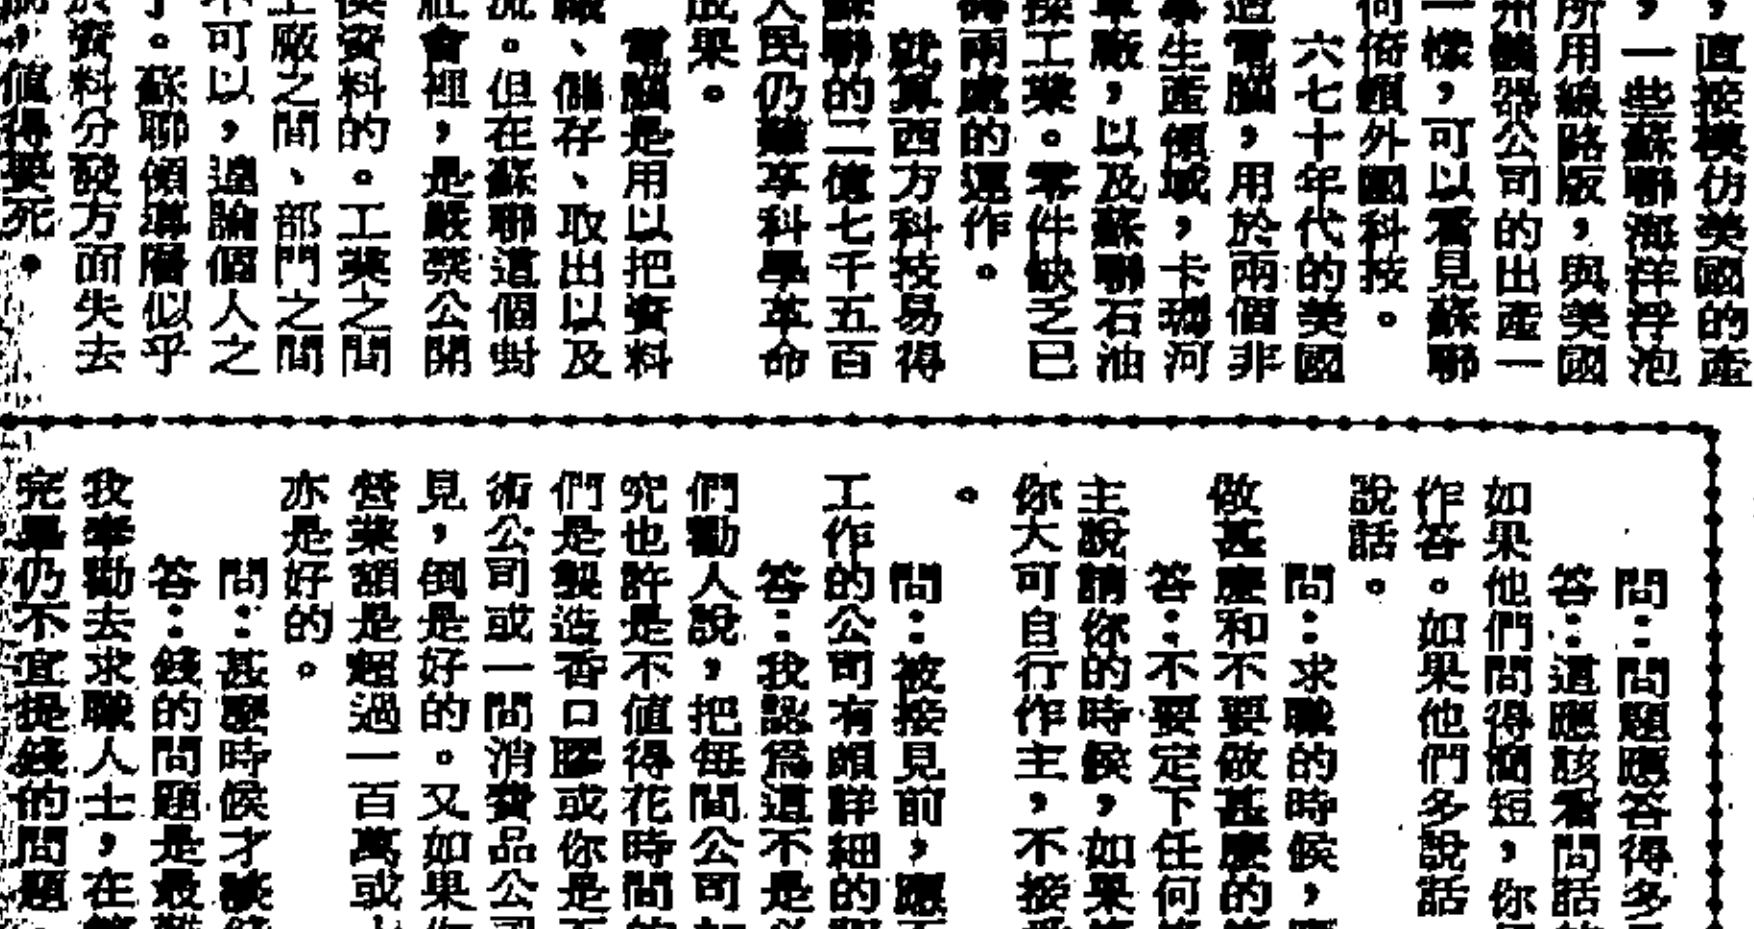 ，直接模仿美國的產
，一些蘇聯海洋浮泡
所用線路版，與美國
州機器公司的出產一
一樣，可以看見蘇聯
何倚賴外國科技。
六七十年代的美國
造電腦，用於兩個非
事生產領域，卡瑪河
車廠，以及蘇聯石油
探工業。零件缺乏已
兩處的運作。
就算西方科技易得
蘇聯的二億七千五百
人民仍難享科學革命
成果。
電腦是用以把資料
、儲存、取出以及
流。但在蘇聯這個封
社會裡，是嚴禁公開
資料的。工業之間
工廠之間、部門之間
不可以，遑論個人之
。蘇聯領導層似乎
於資料分發方面失去
，值得要死。
問：問題應答得多
答：這應該看問話
如果他們問得簡短，你
作答。如果他們多說話
說話。
問：求職的時候，
做甚麼和不要做甚麼的
答：不要定下任何
主說請你的時候，如果
你大可自行作主，不接
。
問：被接見前，應
工作的公司有頗詳細的
答：我認為這不是
們勸人說，把每間公司
究也許是不值得花時間
們是製造香口膠或你是
術公司或一間消費品公司
見，倒是好的。又如果
營業額是超過一百萬或
亦是好的。
問：甚麼時候才談
答：錢的問題是最難
我奉勸去求職人士，在
完畢仍不宜提錢的問題